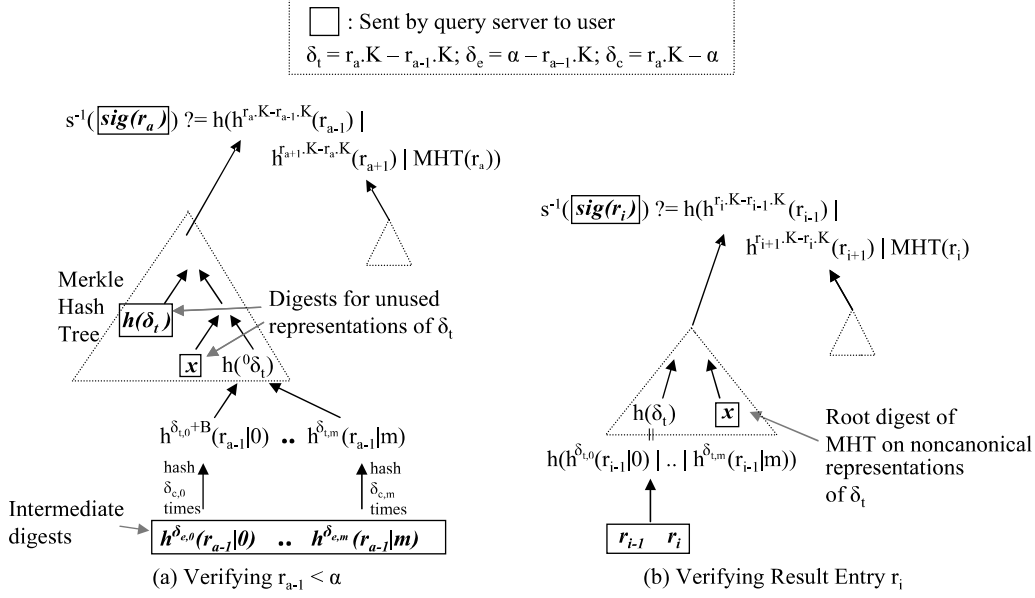 : Sent by query server to user
δt = ra.K – ra-1.K; δe = α – ra–1.K; δc = ra.K – α
s-1(sig(ra)) ?= h(hra.K-ra-1.K(ra-1) |
hra+1.K-ra.K(ra+1) | MHT(ra))
Merkle
Hash
Tree
h(δt)
Digests for unused
representations of δt
x
h(0δt)
hδt,0+B(ra-1|0) .. hδt,m(ra-1|m)
hash
δc,0
times
hash
δc,m
times
Intermediate
digests
hδe,0(ra-1|0) .. hδe,m(ra-1|m)
(a) Verifying ra-1 < α
s-1(sig(ri)) ?= h(hri.K-ri-1.K(ri-1) |
hri+1.K-ri.K(ri+1) | MHT(ri)
h(δt)
x
Root digest of
MHT on noncanonical
representations
of δt
h(hδt,0(ri-1|0) | .. | hδt,m(ri-1|m))
ri-1 ri
(b) Verifying Result Entry ri